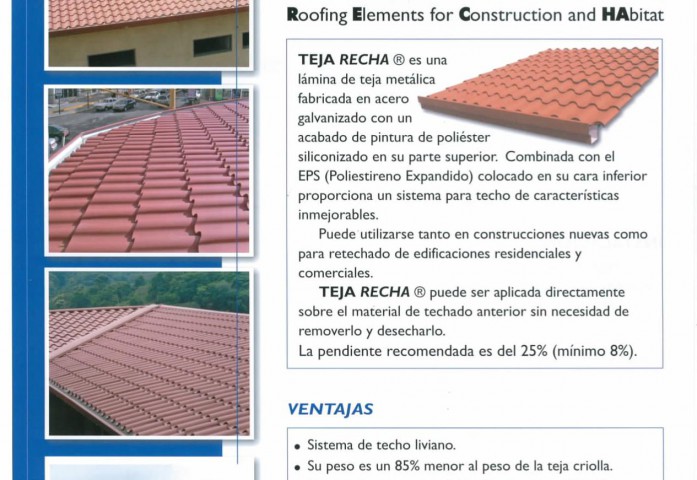 Roofing Elements for Construction and HAbitat
TEJA RECHA ® es una
lámina de teja metálica
fabricada en acero
galvanizado con un
acabado de pintura de poliéster
siliconizado en su parte superior. Combinada con el
EPS (Poliestireno Expandido) colocado en su cara inferior
proporciona un sistema para techo de características
inmejorables.
Puede utilizarse tanto en construcciones nuevas como
para retechado de edificaciones residenciales y
comerciales.
TEJA RECHA ® puede ser aplicada directamente
sobre el material de techado anterior sin necesidad de
removerlo y desecharlo.
La pendiente recomendada es del 25% (mínimo 8%).
VENTAJAS
• Sistema de techo liviano.
• Su peso es un 85% menor al peso de la teja criolla.